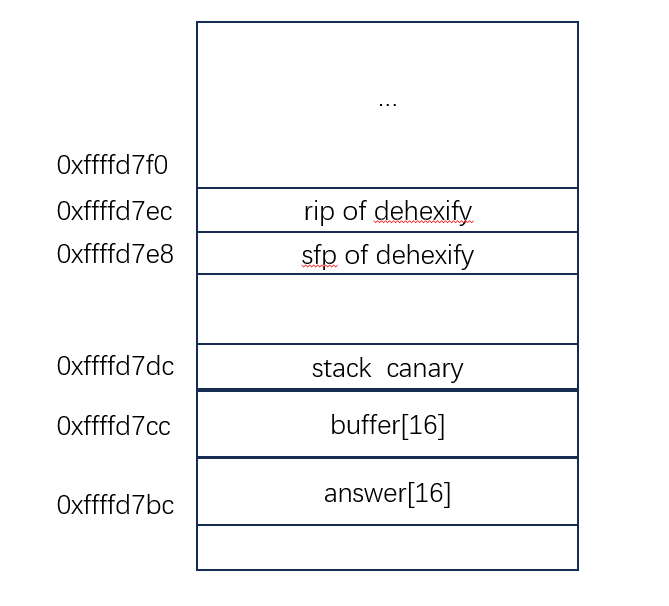 ...
0xffffd7f0
0xffffd7ec rip of dehexify
0xffffd7e8 sfp of dehexify
0xffffd7dc stack canary
0xffffd7cc buffer[16]
0xffffd7bc answer[16]